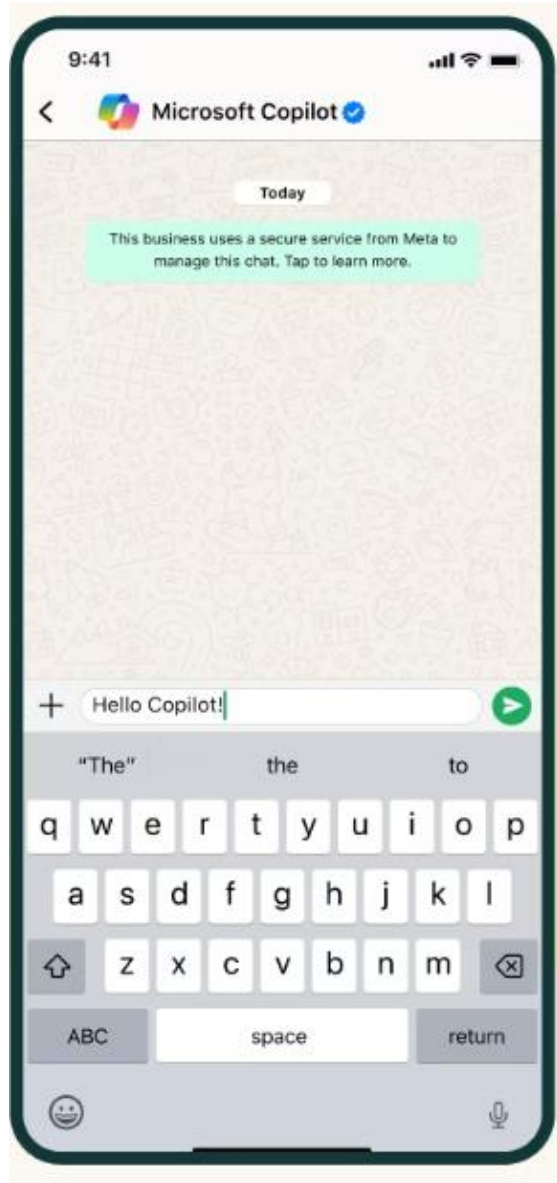 9:41
Microsoft Copilot
Today
This business uses a secure service from Meta to
manage this chat. Tap to learn more.
Hello Copilot!
"The" the to
q w e r t y u i o p
a s d f g h j k l
z x c v b n m
ABC space return